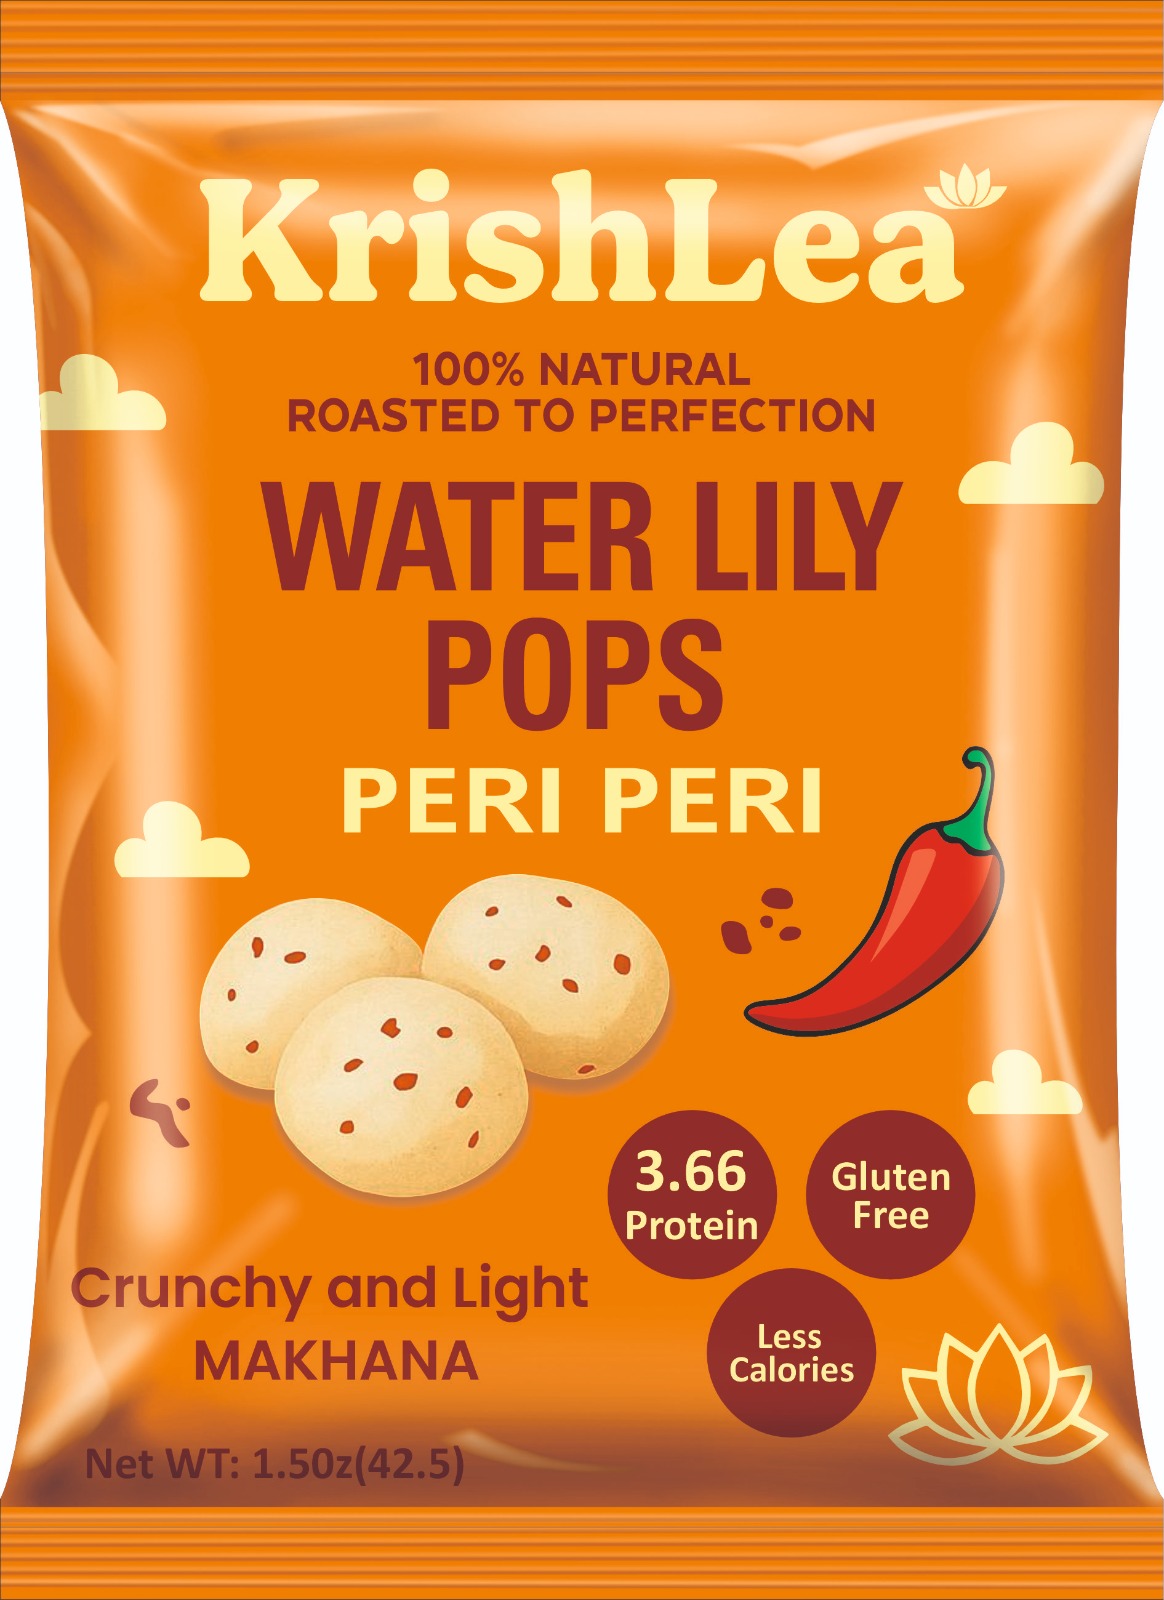 KrishLea
100% NATURAL
ROASTED TO PERFECTION
WATER LILY
POPS
PERI PERI
3.66
Protein
Gluten
Free
Less
Calories
Crunchy and Light
MAKHANA
Net WT: 1.50z(42.5)